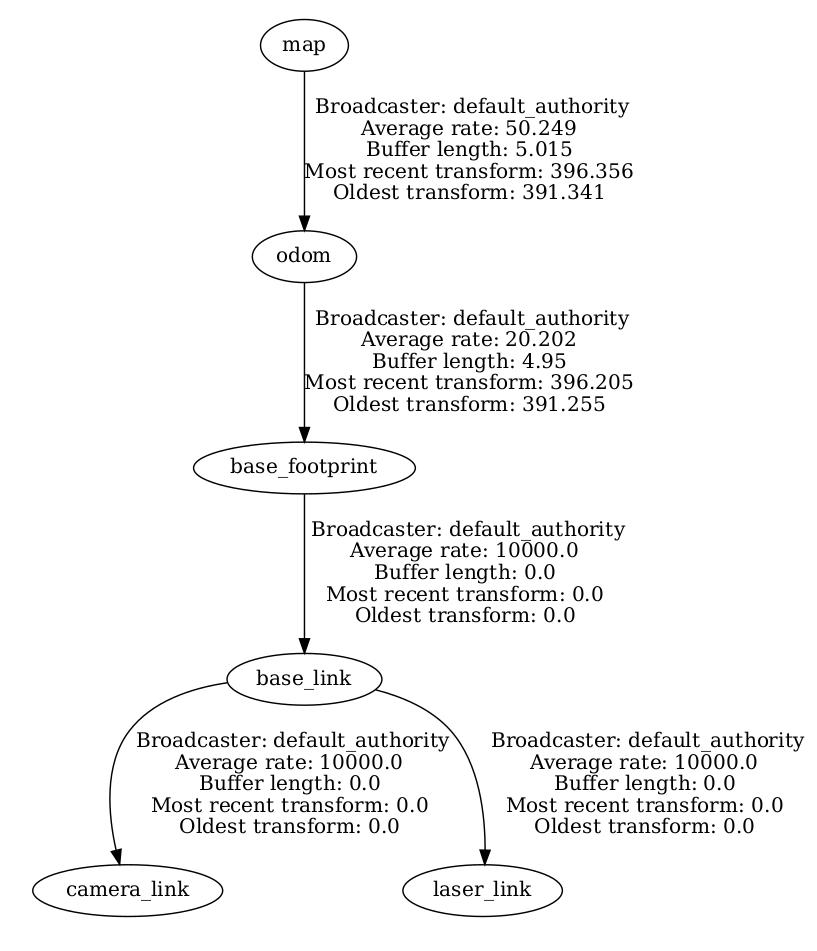 map
Broadcaster: default_authority
Average rate: 50.249
Buffer length: 5.015
Most recent transform: 396.356
Oldest transform: 391.341
odom
Broadcaster: default_authority
Average rate: 20.202
Buffer length: 4.95
Most recent transform: 396.205
Oldest transform: 391.255
base_footprint
Broadcaster: default_authority
Average rate: 10000.0
Buffer length: 0.0
Most recent transform: 0.0
Oldest transform: 0.0
base_link
Broadcaster: default_authority
Average rate: 10000.0
Buffer length: 0.0
Most recent transform: 0.0
Oldest transform: 0.0
Broadcaster: default_authority
Average rate: 10000.0
Buffer length: 0.0
Most recent transform: 0.0
Oldest transform: 0.0
camera_link
laser_link